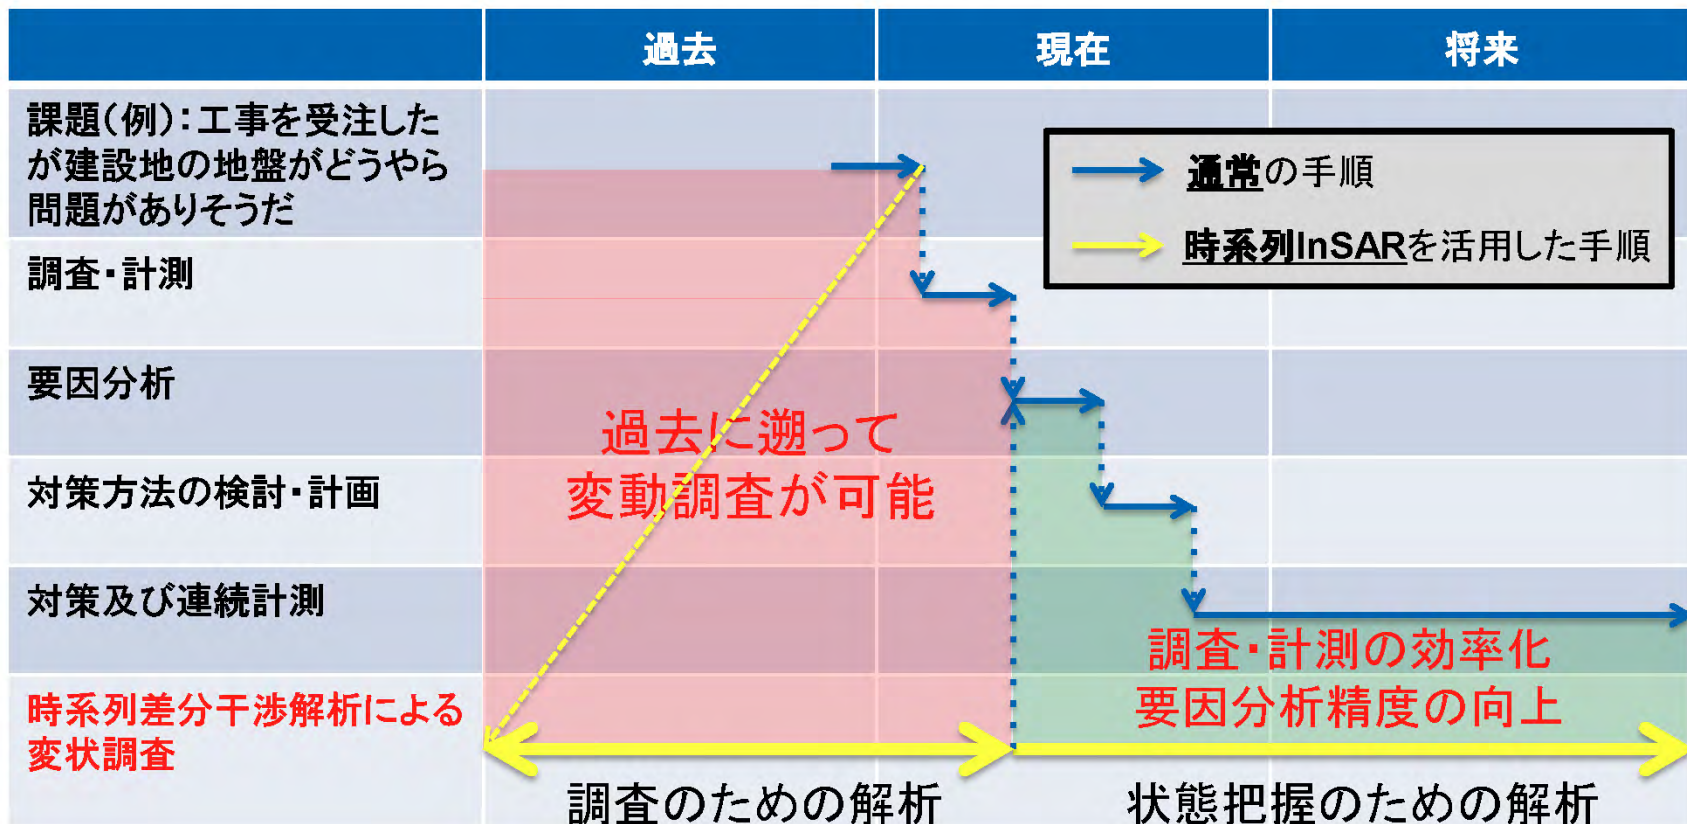 過去
現在
将来
課題(例):工事を受注した
が建設地の地盤がどうやら
問題がありそうだ
通常の手順
時系列InSARを活用した手順
調査・計測
要因分析
過去に遡って
変動調査が可能
対策方法の検討・計画
対策及び連続計測
調査・計測の効率化
要因分析精度の向上
時系列差分干渉解析による
変状調査
調査のための解析
状態把握のための解析